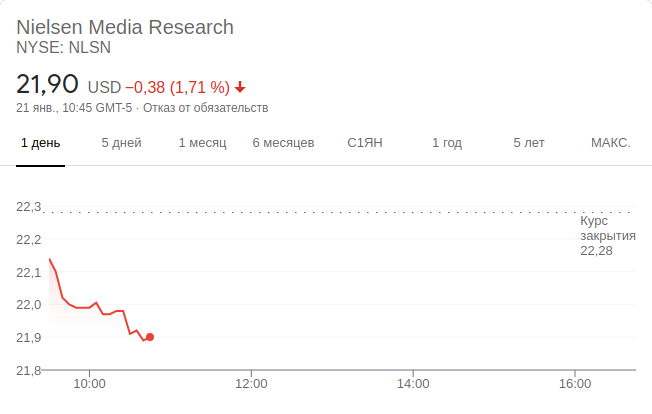 Nielsen Media Research
NYSE: NLSN
21,90 USD −0,38 (1,71 %)
21 янв., 10:45 GMT-5 · Отказ от обязательств
1 день 5 дней 1 месяц 6 месяцев С1ЯН 1 год 5 лет МАКС.
22,3
Курс
закрытия
22,28
22,2
22,1
22,0
21,9
21,8
10:00 12:00 14:00 16:00